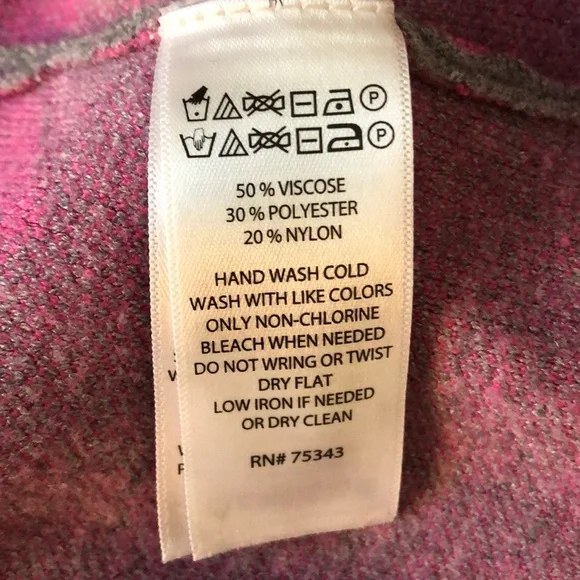 P
P
50 % VISCOSE
30 % POLYESTER
20 % NYLON
HAND WASH COLD
WASH WITH LIKE COLORS
ONLY NON-CHLORINE
BLEACH WHEN NEEDED
DO NOT WRING OR TWIST
DRY FLAT
LOW IRON IF NEEDED
OR DRY CLEAN
RN# 75343